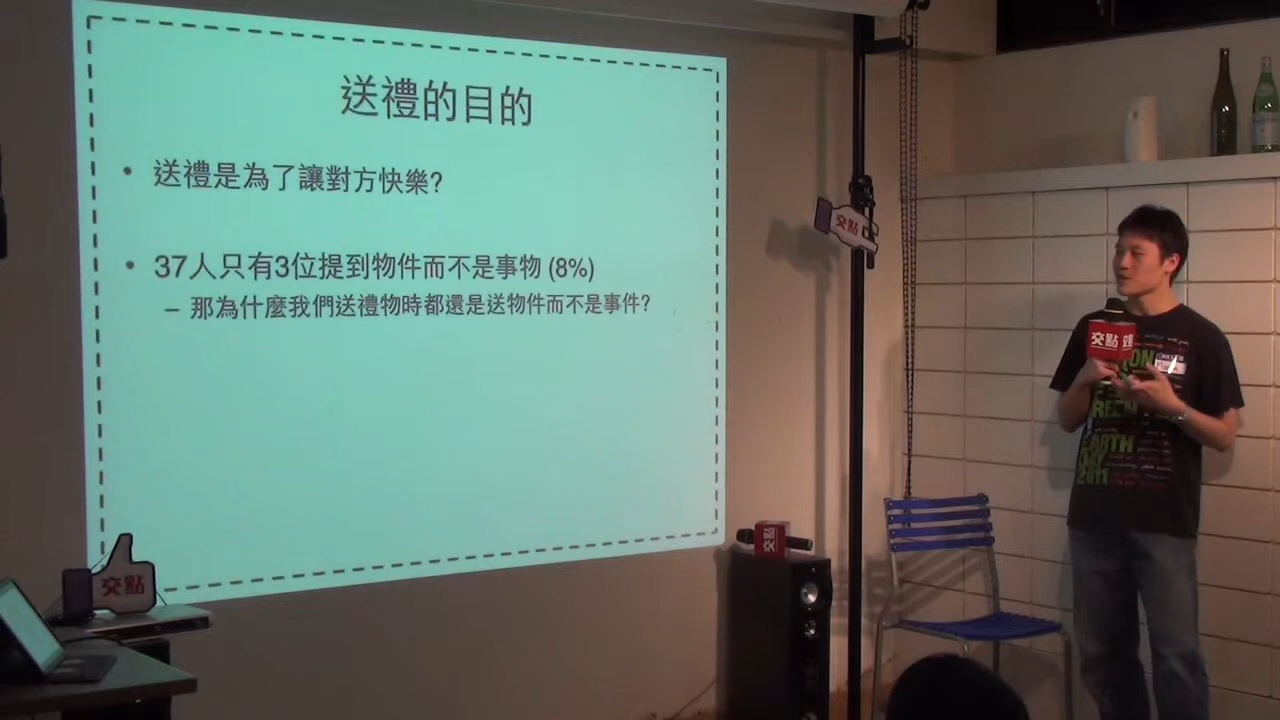 送禮的目的
• 送禮是為了讓對方快樂?
• 37人只有3位提到物件而不是事物 (8%)
– 那為什麼我們送禮物時都還是送物件而不是事件?
交點
交點
交點
交點
EARTH
DAY
2011